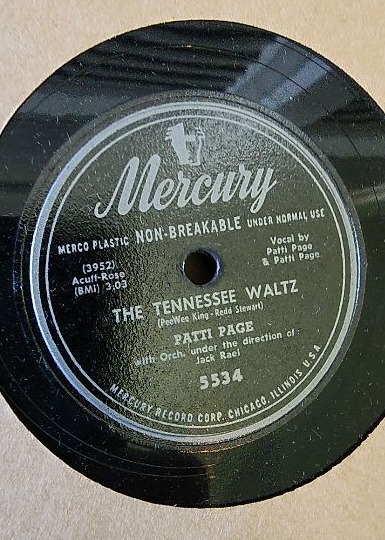 Mercury
MERCO PLASTIC NON-BREAKABLE UNDER NORMAL USE
(3952)
Acuff-Rose
(BMI) 3.03
Vocal by
Patti Page
& Patti Page
THE TENNESSEE WALTZ
(PeeWee King - Redd Stewart)
PATTI PAGE
with Orch. under the direction of
Jack Rael
5534
MERCURY RECORD CORP. CHICAGO, ILLINOIS U.S.A